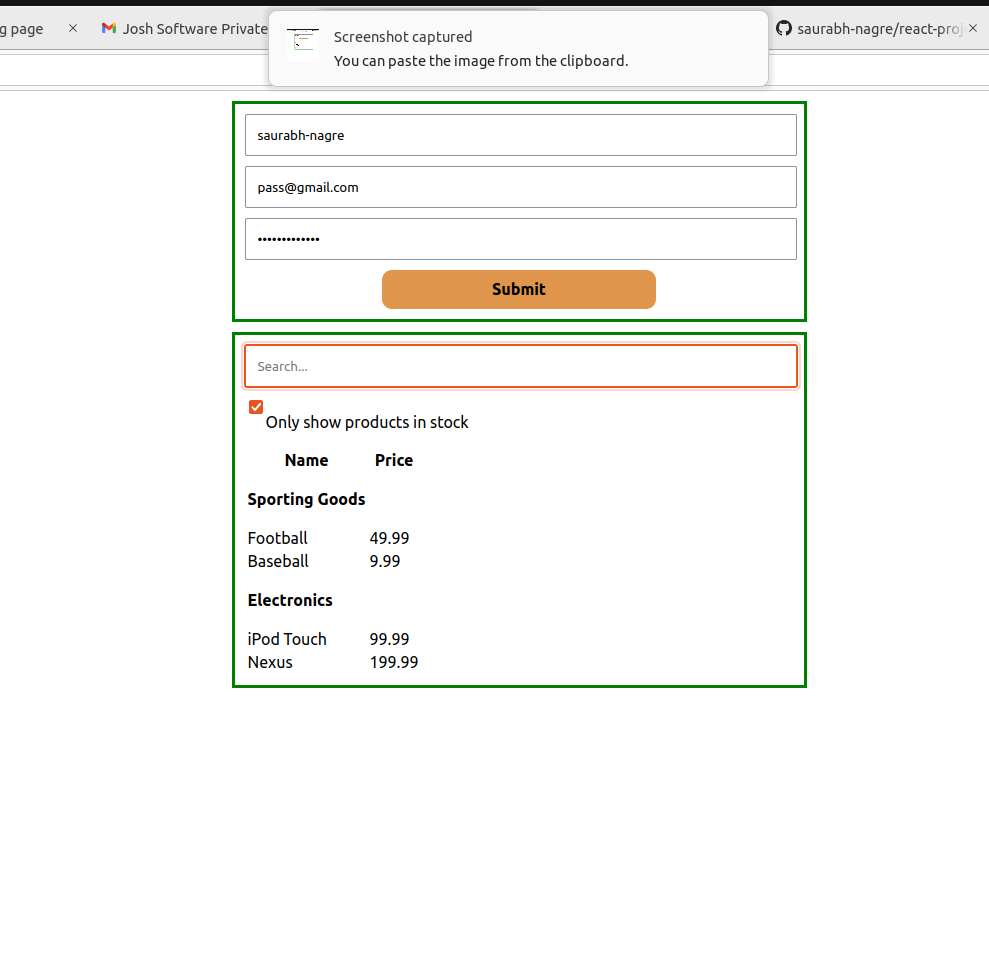 g page
Josh Software Private
Screenshot captured
You can paste the image from the clipboard.
saurabh-nagre/react-proj
saurabh-nagre
pass@gmail.com
•••••••••••••
Submit
Search...
Only show products in stock
Name Price
Sporting Goods
Football 49.99
Baseball 9.99
Electronics
iPod Touch 99.99
Nexus 199.99